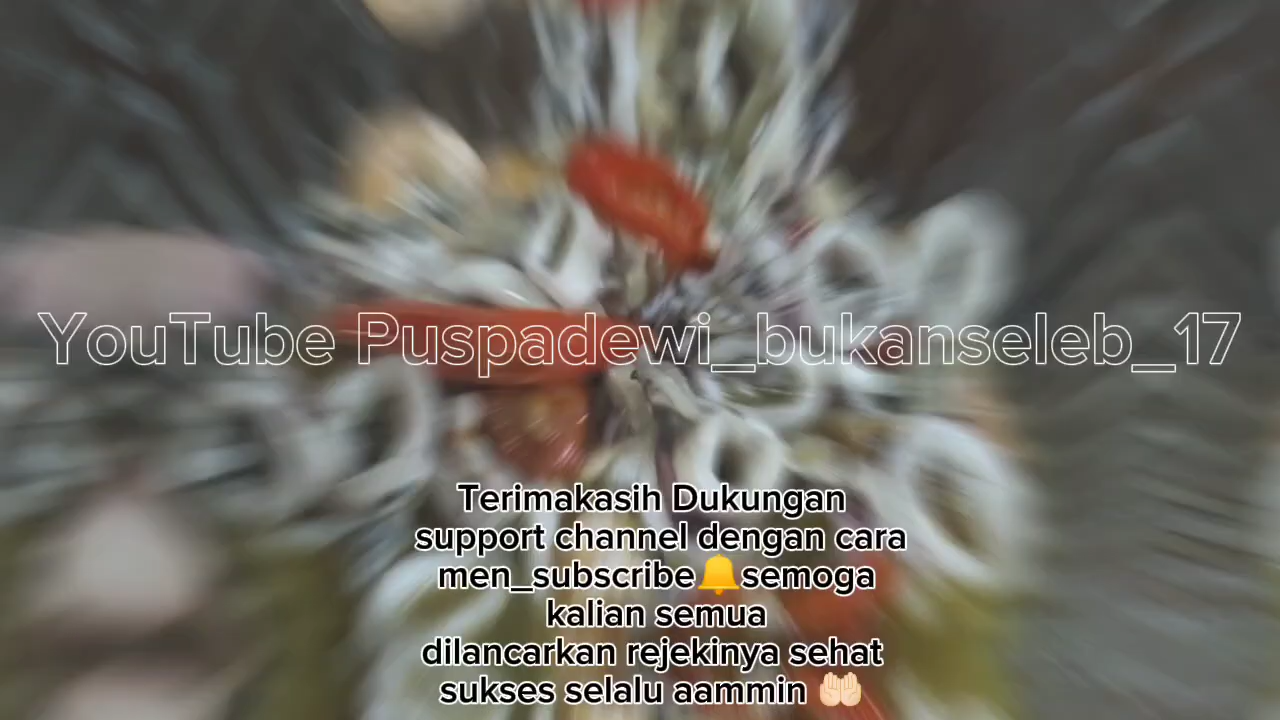 YouTube Puspadewi_bukanseleb_17
Terimakasih Dukungan
support channel dengan cara
men_subscribe🔔semoga
kalian semua
dilancarkan rejekinya sehat
sukses selalu aammin 🤲🏻